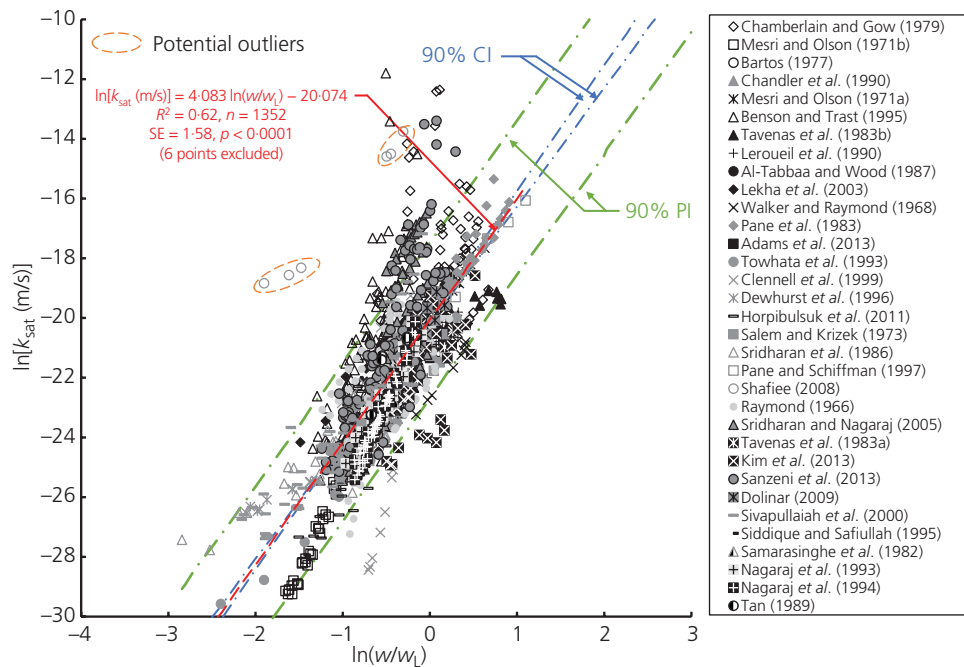 Potential outliers
90% CI
ln[k_sat (m/s)] = 4·083 ln(w/w_L) − 20·074
R² = 0·62, n = 1352
SE = 1·58, p < 0·0001
(6 points excluded)
90% PI
ln[k_sat (m/s)]
−10
−12
−14
−16
−18
−20
−22
−24
−26
−28
−30
−4
−3
−2
−1
0
1
2
3
ln(w/w_L)
Chamberlain and Gow (1979)
Mesri and Olson (1971b)
Bartos (1977)
Chandler et al. (1990)
Mesri and Olson (1971a)
Benson and Trast (1995)
Tavenas et al. (1983b)
Leroueil et al. (1990)
Al-Tabbaa and Wood (1987)
Lekha et al. (2003)
Walker and Raymond (1968)
Pane et al. (1983)
Adams et al. (2013)
Towhata et al. (1993)
Clennell et al. (1999)
Dewhurst et al. (1996)
Horpibulsuk et al. (2011)
Salem and Krizek (1973)
Sridharan et al. (1986)
Pane and Schiffman (1997)
Shafiee (2008)
Raymond (1966)
Sridharan and Nagaraj (2005)
Tavenas et al. (1983a)
Kim et al. (2013)
Sanzeni et al. (2013)
Dolinar (2009)
Sivapullaiah et al. (2000)
Siddique and Safiullah (1995)
Samarasinghe et al. (1982)
Nagaraj et al. (1993)
Nagaraj et al. (1994)
Tan (1989)